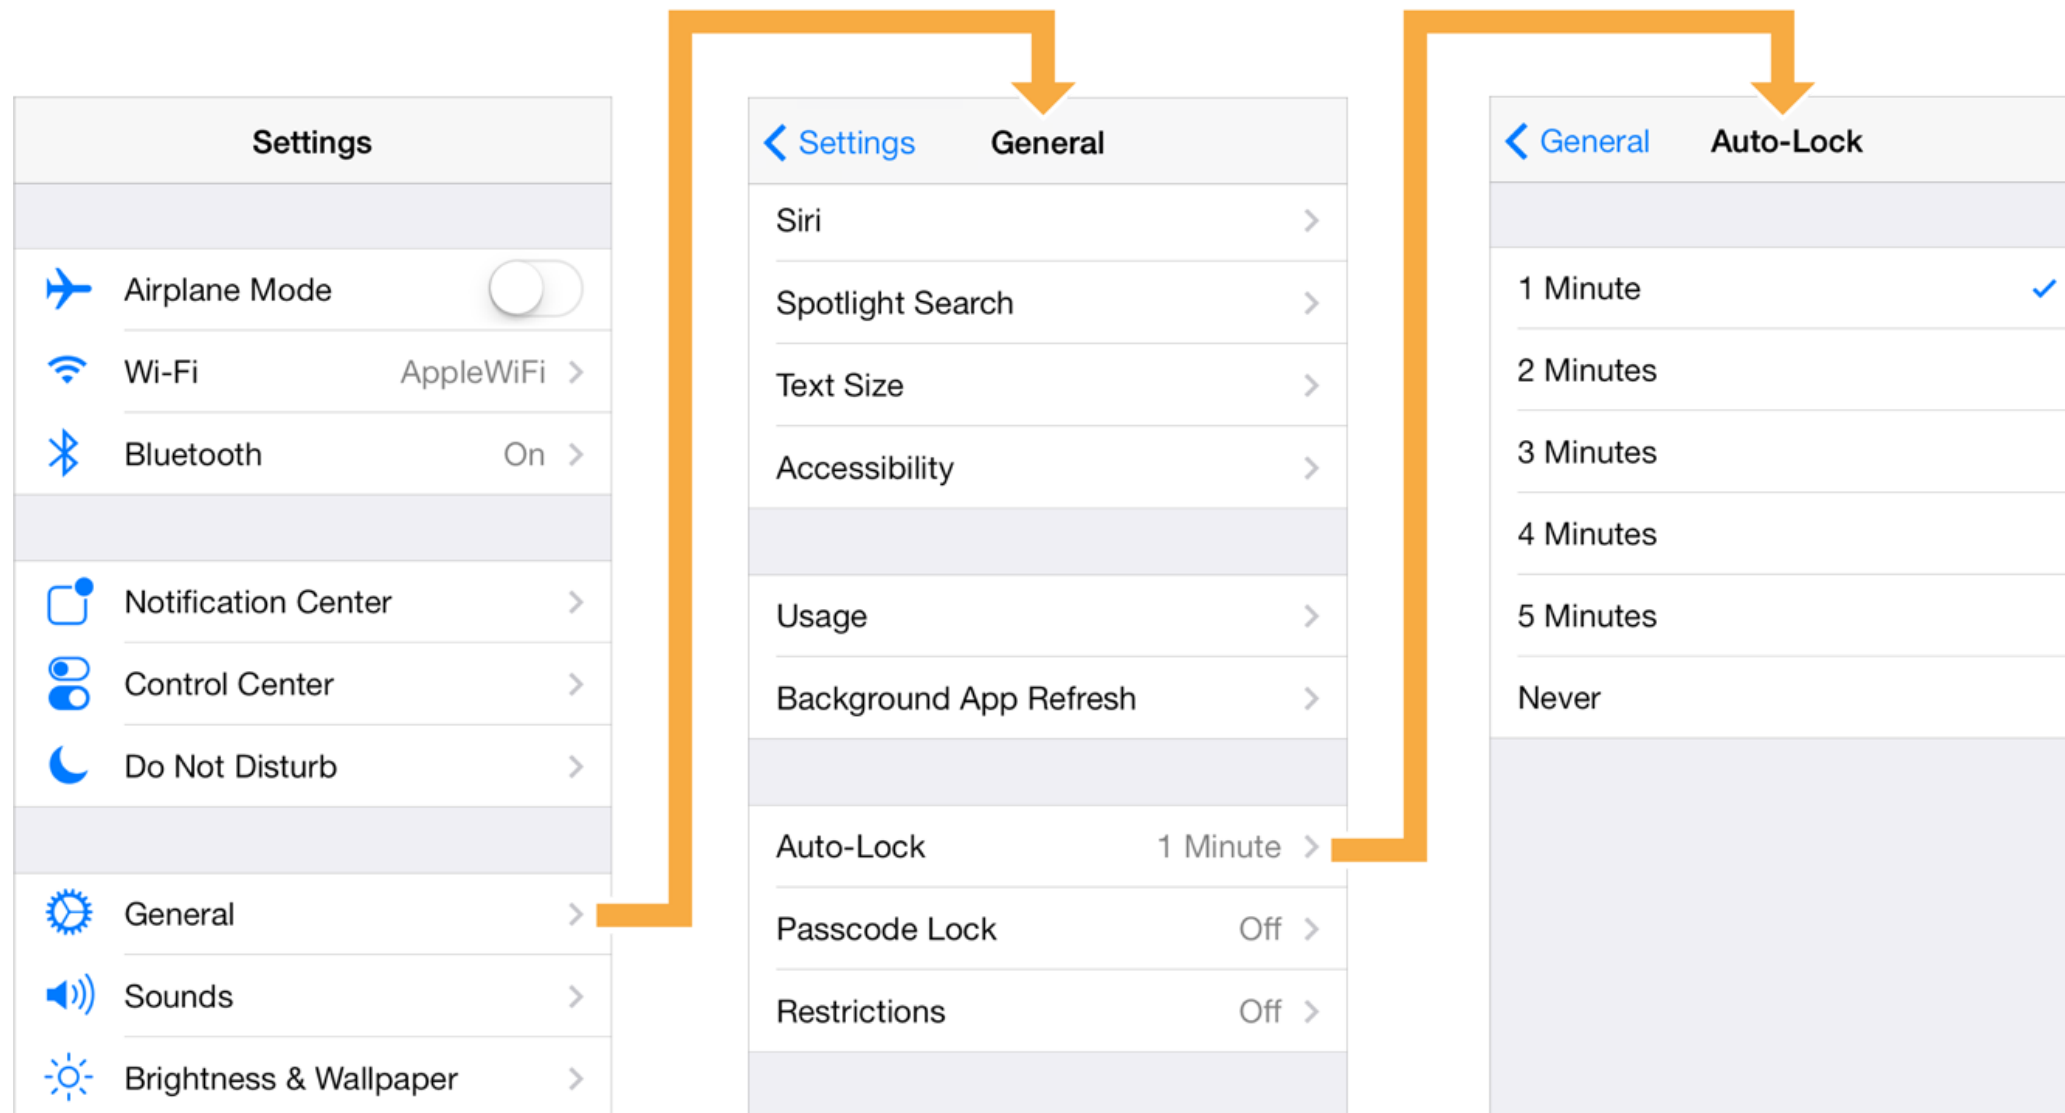 Settings
Airplane Mode
Wi-Fi AppleWiFi
Bluetooth On
Notification Center
Control Center
Do Not Disturb
General
Sounds
Brightness & Wallpaper
Settings General
Siri
Spotlight Search
Text Size
Accessibility
Usage
Background App Refresh
Auto-Lock 1 Minute
Passcode Lock Off
Restrictions Off
General Auto-Lock
1 Minute
2 Minutes
3 Minutes
4 Minutes
5 Minutes
Never